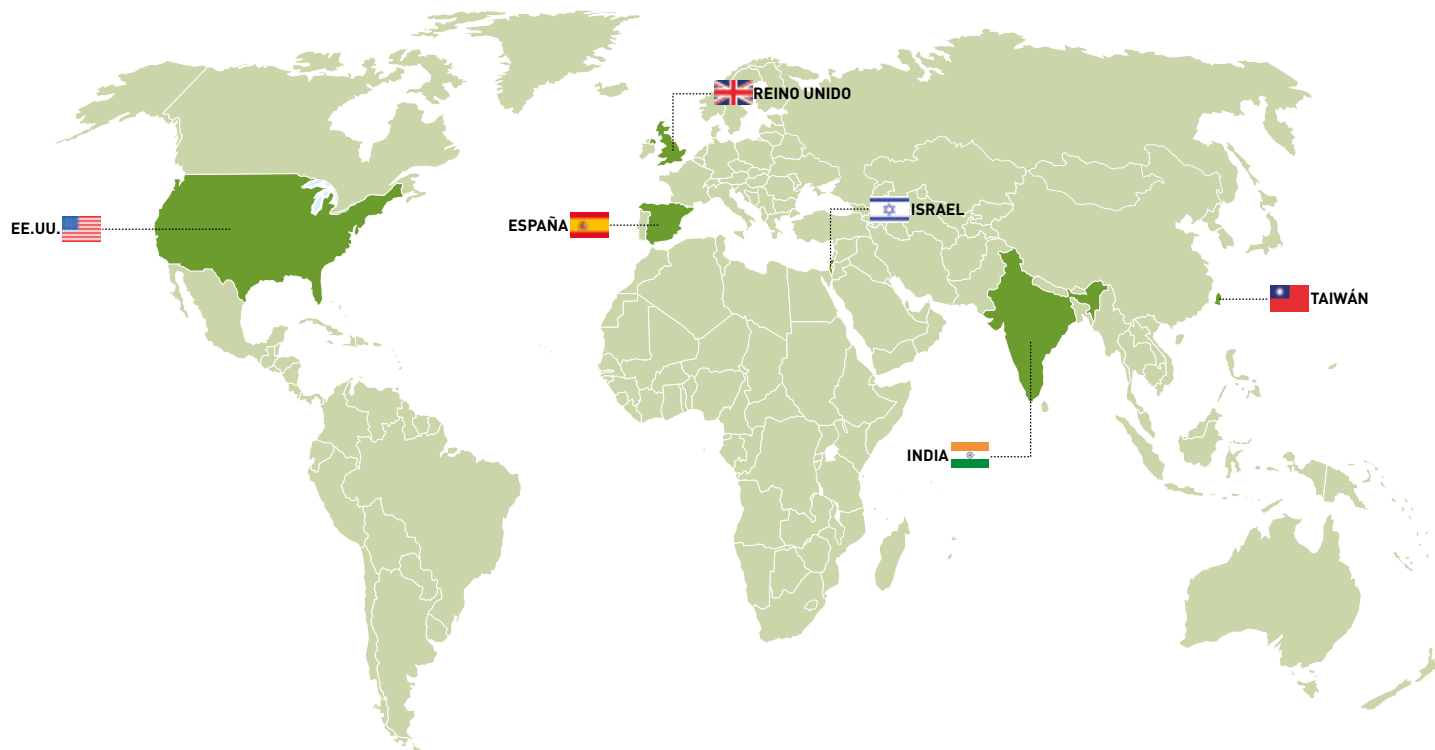 REINO UNIDO
ISRAEL
EE.UU.
ESPAÑA
TAIWÁN
INDIA